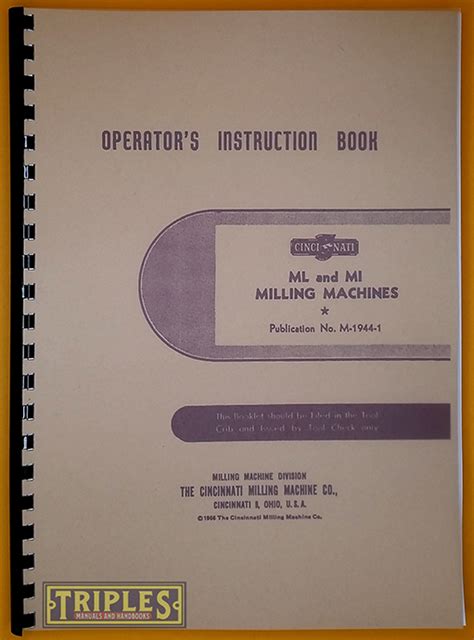 OPERATOR'S INSTRUCTION BOOK
CINCINNATI
ML and MI
MILLING MACHINES
★
Publication No. M-1944-1
This Booklet should be Filed in the Tool
Crib and Issued by Tool Check only
MILLING MACHINE DIVISION
THE CINCINNATI MILLING MACHINE CO.,
CINCINNATI 9, OHIO, U.S.A.
© The Cincinnati Milling Machine Co.
TRIPLES
MANUALS AND HANDBOOKS